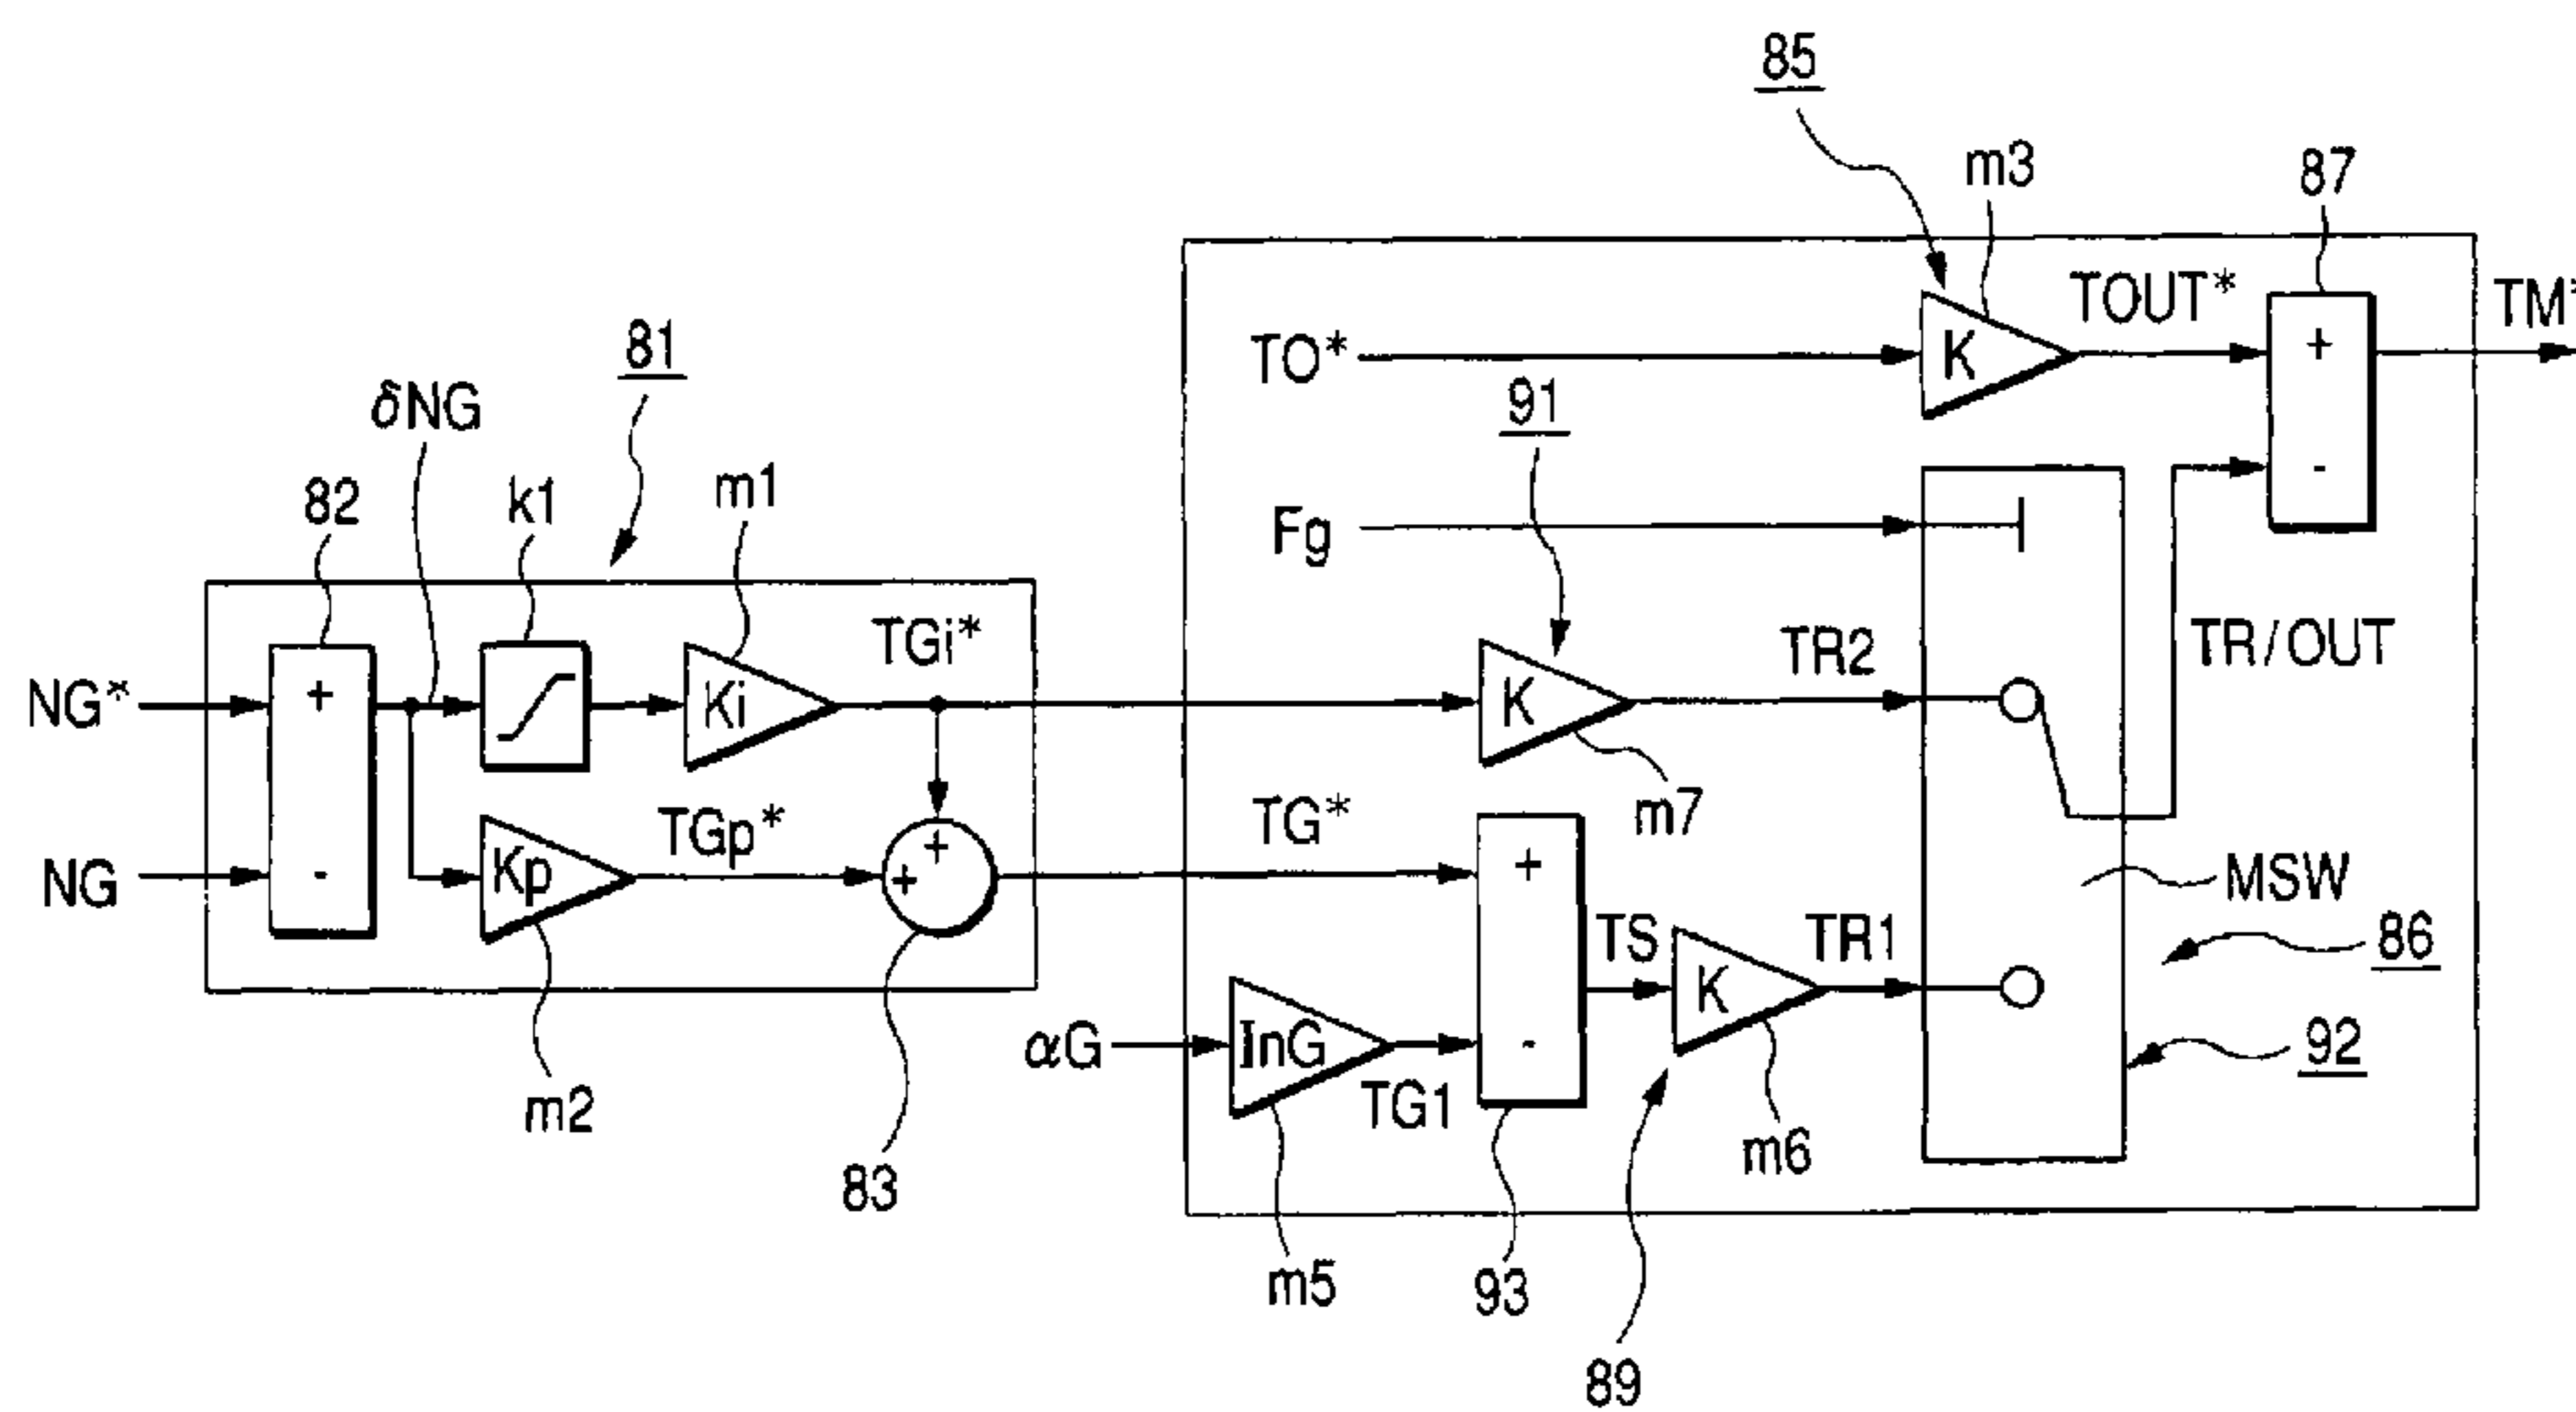 85
m3
87
TO*
K
TOUT*
+
-
TM*
81
δNG
82
k1
m1
91
Fg
NG*
+
Ki
TGi*
K
TR2
TR/OUT
m7
NG
-
Kp
TGp*
+
+
TG*
+
MSW
m2
83
αG
InG
TG1
-
TS
K
TR1
86
92
m6
m5
93
89